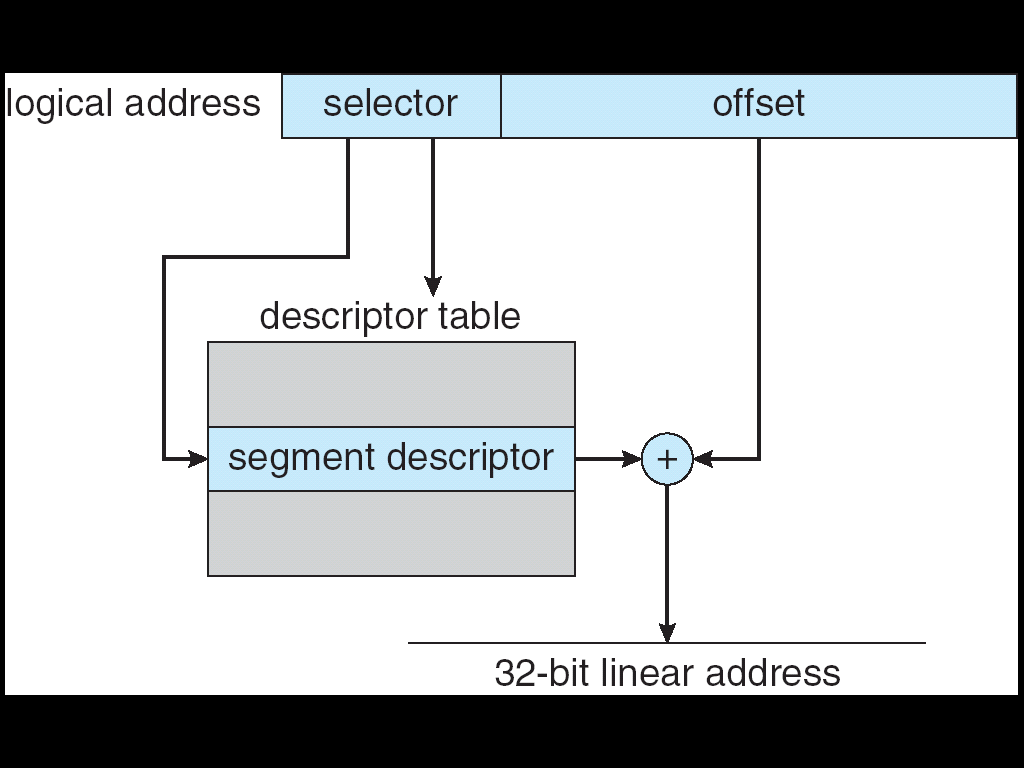 logical address selector offset
descriptor table
segment descriptor +
32-bit linear address